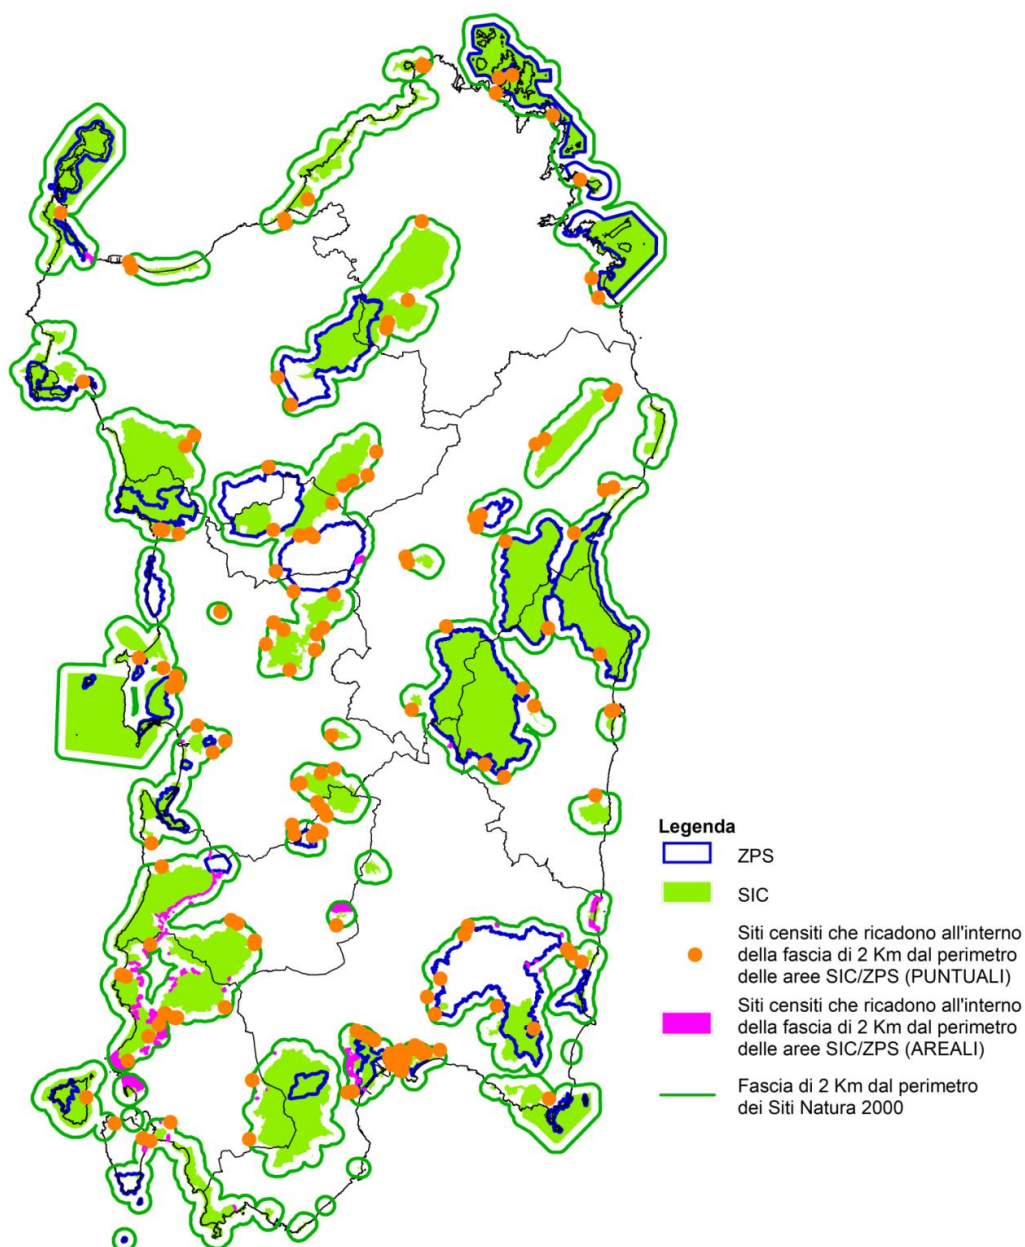 Legenda
ZPS
SIC
Siti censiti che ricadono all'interno
della fascia di 2 Km dal perimetro
delle aree SIC/ZPS (PUNTUALI)
Siti censiti che ricadono all'interno
della fascia di 2 Km dal perimetro
delle aree SIC/ZPS (AREALI)
Fascia di 2 Km dal perimetro
dei Siti Natura 2000